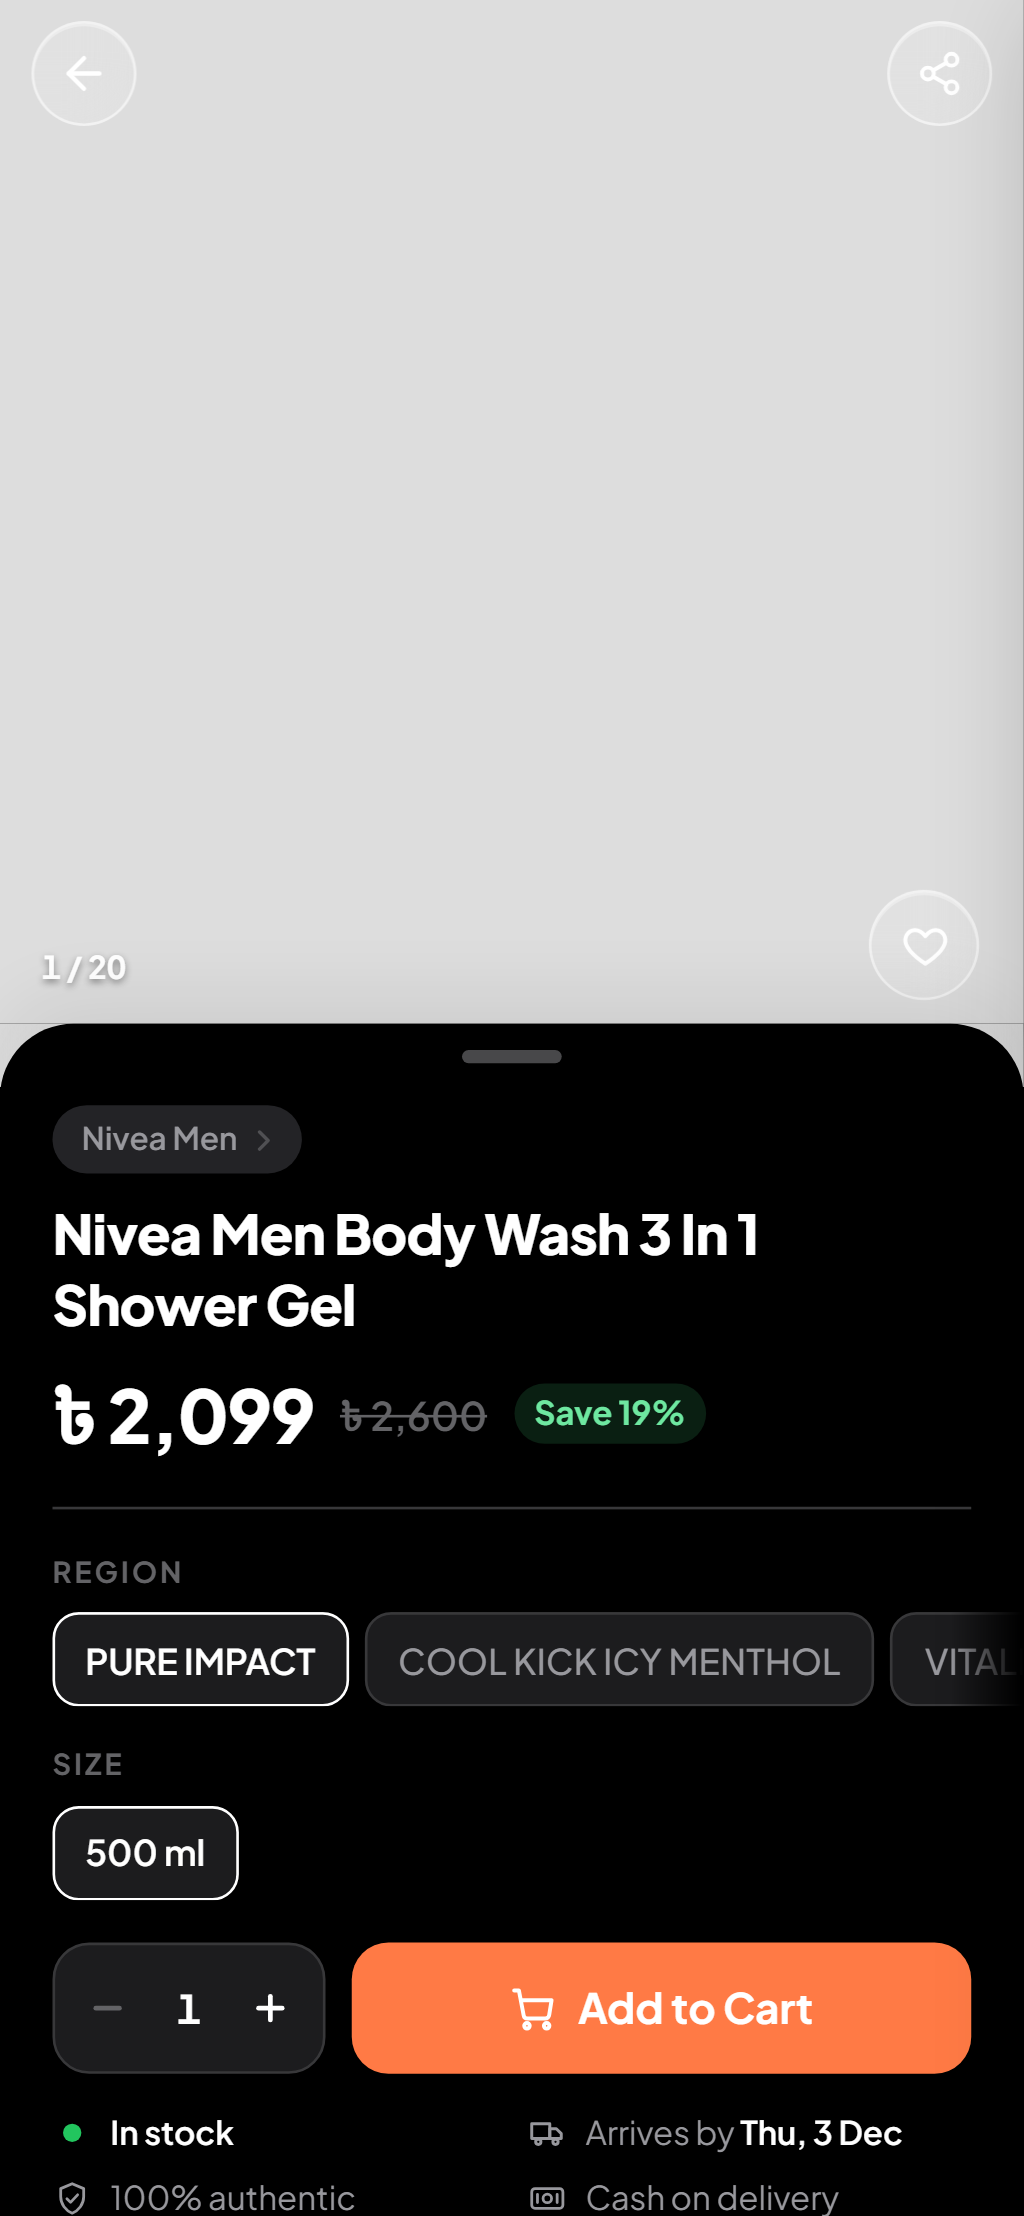 1 / 20
Nivea Men
Nivea Men Body Wash 3 In 1
Shower Gel
৳ 2,099 ৳ 2,600 Save 19%
REGION
PURE IMPACT COOL KICK ICY MENTHOL
SIZE
500 ml
1 Add to Cart
In stock Arrives by Thu, 3 Dec
100% authentic Cash on delivery